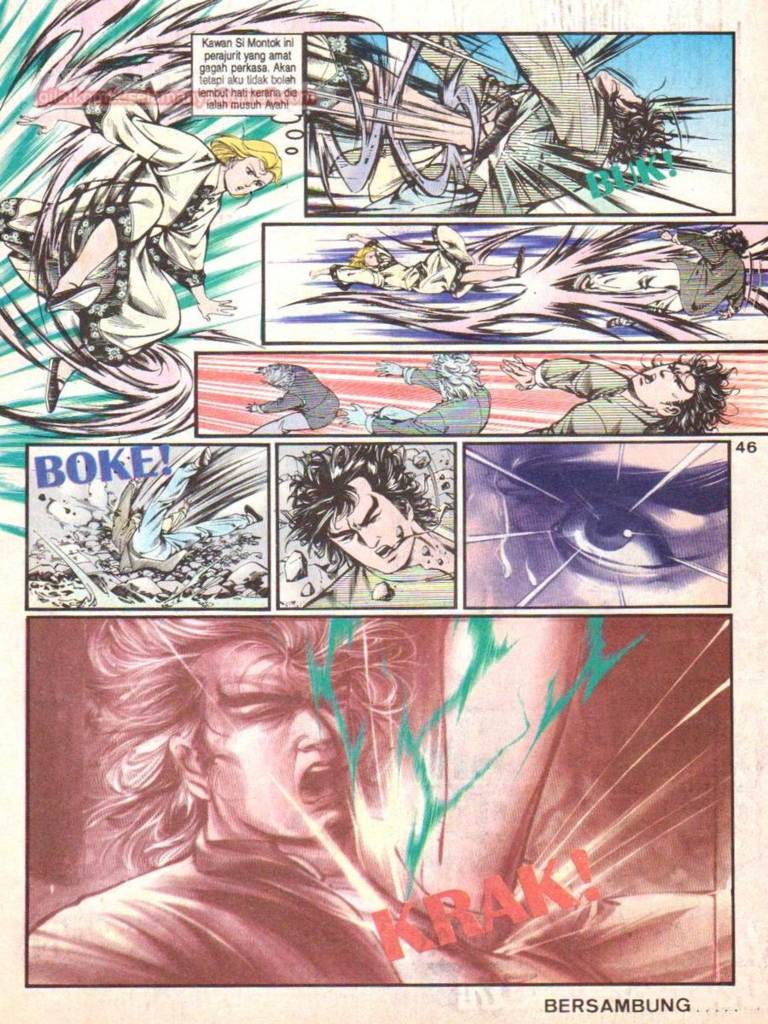 Kawan Si Montok ini
perajurit yang amat
gagah perkasa. Akan
tetapi aku tidak boleh
lembut hati kerana dia
ialah musuh Ayah!
BUK!
46
BOKE!
KRAK!
BERSAMBUNG.....